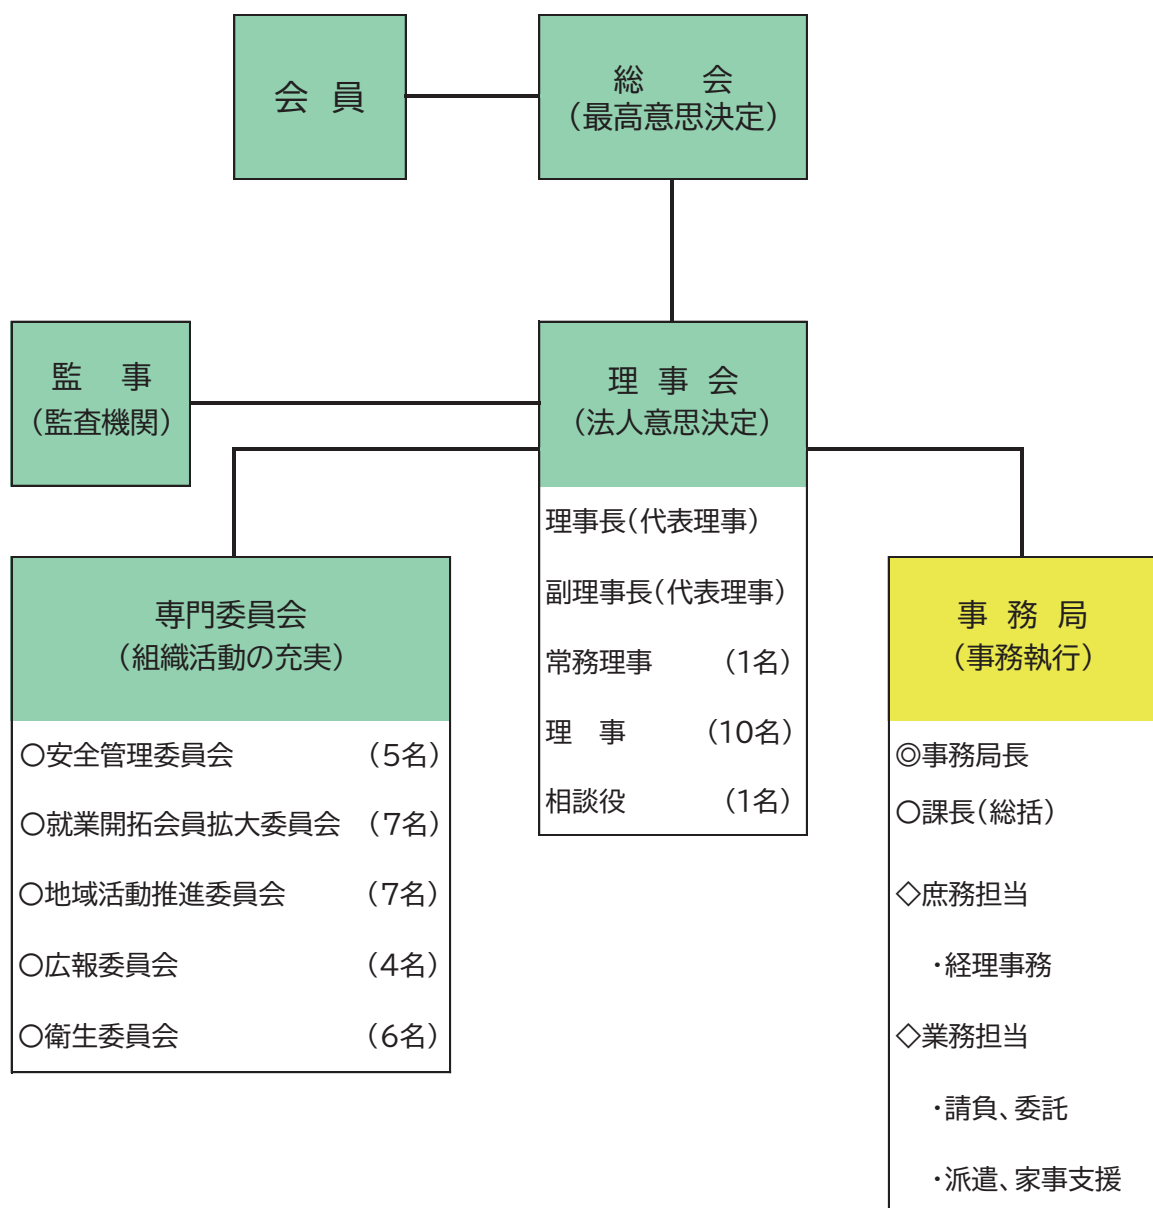 会 員
総 会
（最高意思決定）
監 事
（監査機関）
理 事 会
（法人意思決定）
理事長（代表理事）
副理事長（代表理事）
常務理事 （1名）
理 事 （10名）
相談役 （1名）
専門委員会
（組織活動の充実）
○安全管理委員会 （5名）
○就業開拓会員拡大委員会 （7名）
○地域活動推進委員会 （7名）
○広報委員会 （4名）
○衛生委員会 （6名）
事 務 局
（事務執行）
◎事務局長
○課長（総括）
◇庶務担当
・経理事務
◇業務担当
・請負、委託
・派遣、家事支援